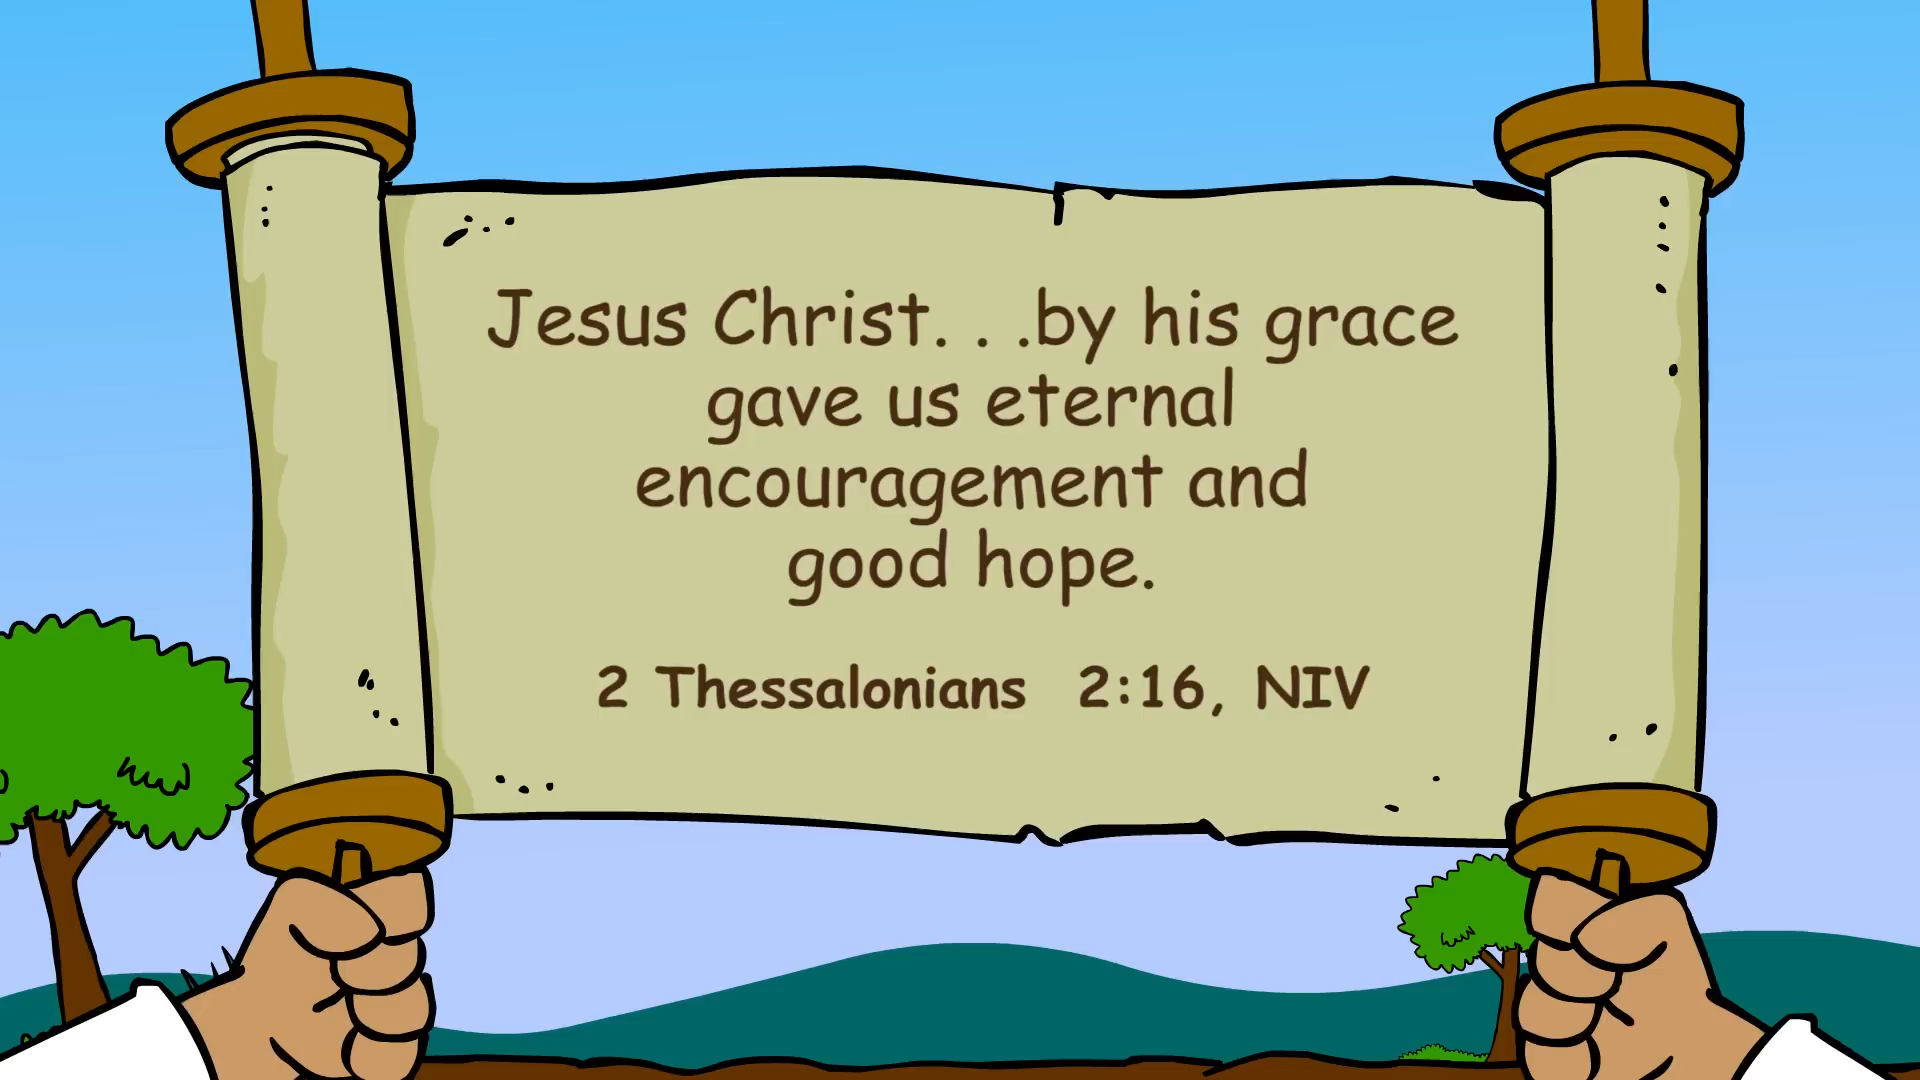 Jesus Christ. . .by his grace
gave us eternal
encouragement and
good hope.
2 Thessalonians 2:16, NIV